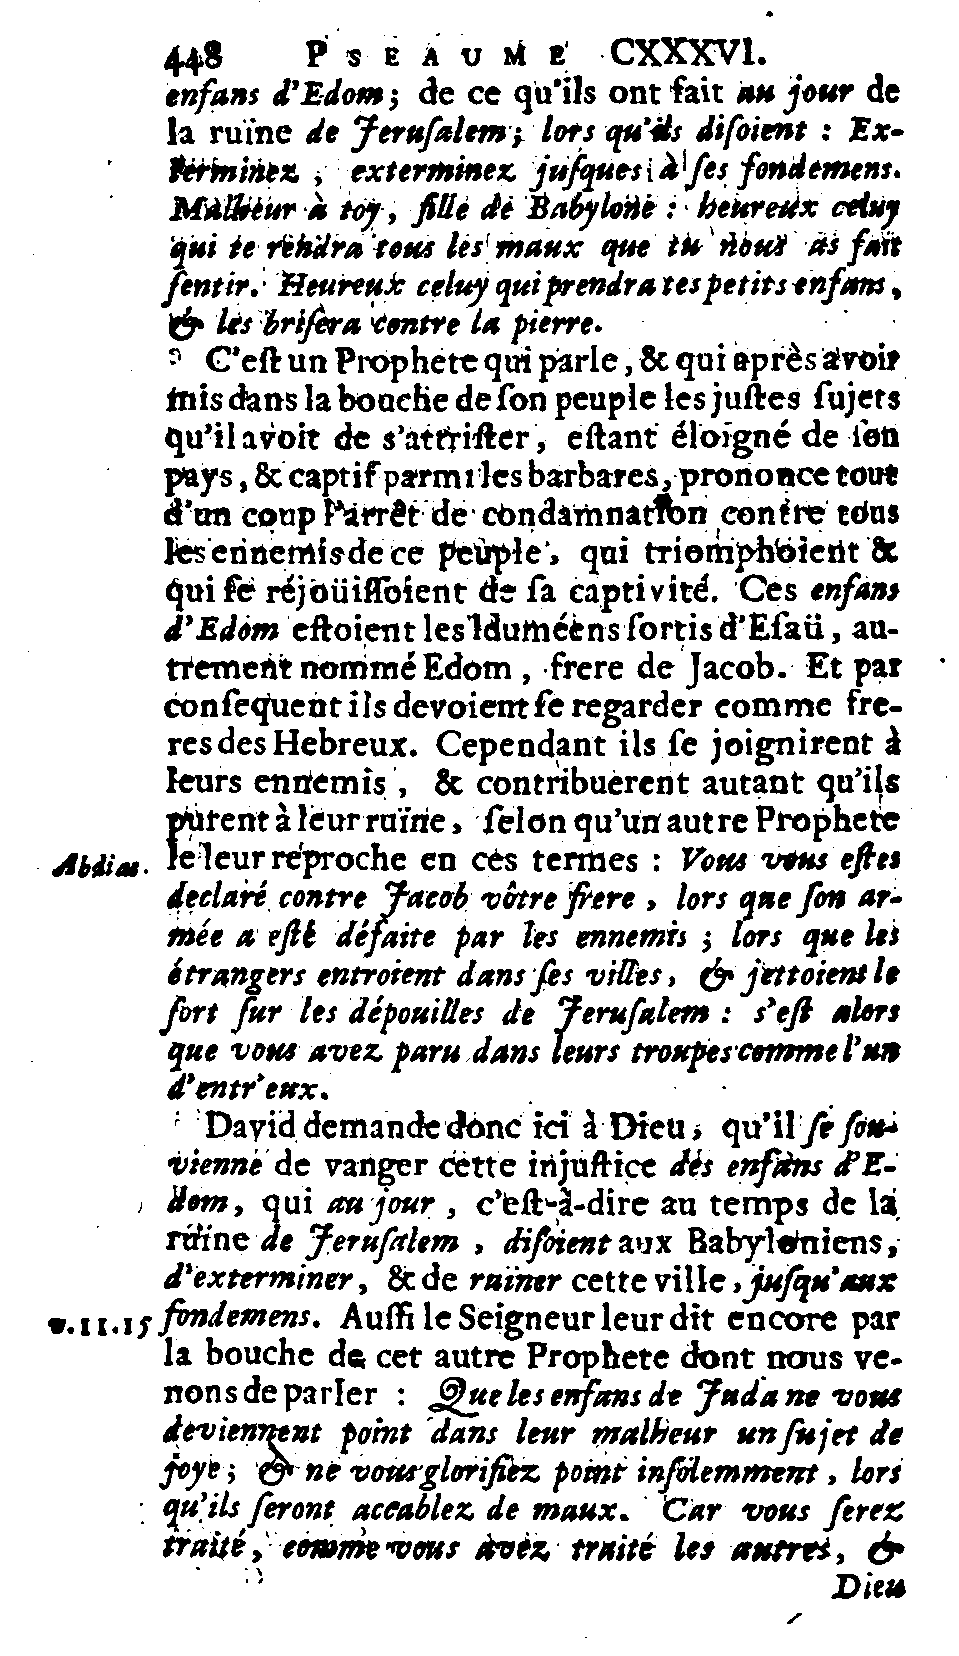 448 PSEAUME CXXXVI.
enfans d'Edom; de ce qu'ils ont fait au jour de
la ruïne de Jeruſalem; lors qu'ils diſoient : Ex-
terminez, exterminez juſques à ſes fondemens.
Malheur à toy, fille de Babylone : heureux celuy
qui te rendra tous les maux que tu nous as fait
ſentir. Heureux celuy qui prendra tes petits enfans,
& les briſera contre la pierre.
C'eſt un Prophete qui parle, & qui après avoir
mis dans la bouche de ſon peuple les juſtes ſujets
qu'il avoit de s'attriſter, eſtant éloigné de ſon
pays, & captif parmi les barbares, prononce tout
d'un coup l'arrêt de condamnation contre tous
les ennemis de ce peuple, qui triomphoient &
qui ſe réjoüiſſoient de ſa captivité. Ces enfans
d'Edom eſtoient les Iduméens ſortis d'Eſaü, au-
trement nommé Edom, frere de Jacob. Et par
conſequent ils devoient ſe regarder comme fre-
res des Hebreux. Cependant ils ſe joignirent à
leurs ennemis, & contribuerent autant qu'ils
purent à leur ruïne, ſelon qu'un autre Prophete
Abdias. le leur reproche en ces termes : Vous vous eſtes
declaré contre Jacob vôtre frere, lors que ſon ar-
mée a eſté défaite par les ennemis; lors que les
étrangers entroient dans ſes villes, & jettoient le
ſort ſur les dépouilles de Jeruſalem : s'eſt alors
que vous avez paru dans leurs troupes comme l'un
d'entr'eux.
David demande donc ici à Dieu, qu'il ſe ſou-
vienne de vanger cette injuſtice des enfans d'E-
dom, qui au jour, c'eſt-à-dire au temps de la
ruïne de Jeruſalem, diſoient aux Babyloniens,
d'exterminer, & de ruïner cette ville, juſqu'aux
v.11.15 fondemens. Auſſi le Seigneur leur dit encore par
la bouche de cet autre Prophete dont nous ve-
nons de parler : Que les enfans de Juda ne vous
deviennent point dans leur malheur un ſujet de
joye; & ne vous glorifiez point inſolemment, lors
qu'ils ſeront accablez de maux. Car vous ſerez
traité, comme vous avez traité les autres, &
Dieu